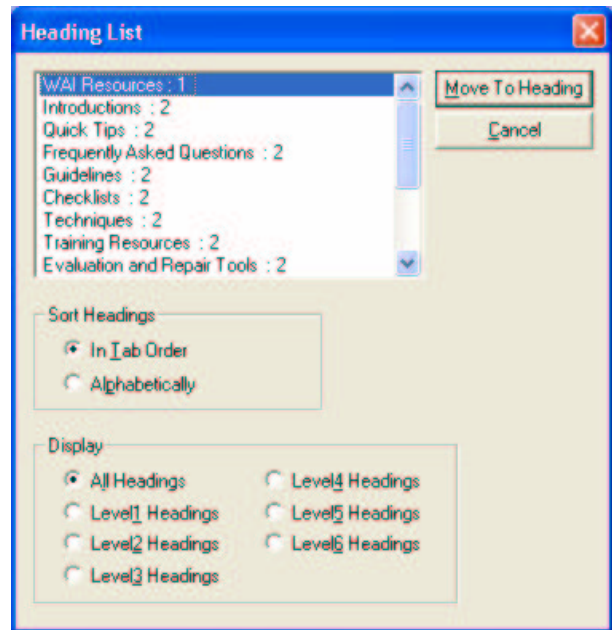 Heading List
WAI Resources : 1
Introductions : 2
Quick Tips : 2
Frequently Asked Questions : 2
Guidelines : 2
Checklists : 2
Techniques : 2
Training Resources : 2
Evaluation and Repair Tools : 2
Move To Heading
Cancel
Sort Headings
In Tab Order
Alphabetically
Display
All Headings
Level1 Headings
Level2 Headings
Level3 Headings
Level4 Headings
Level5 Headings
Level6 Headings